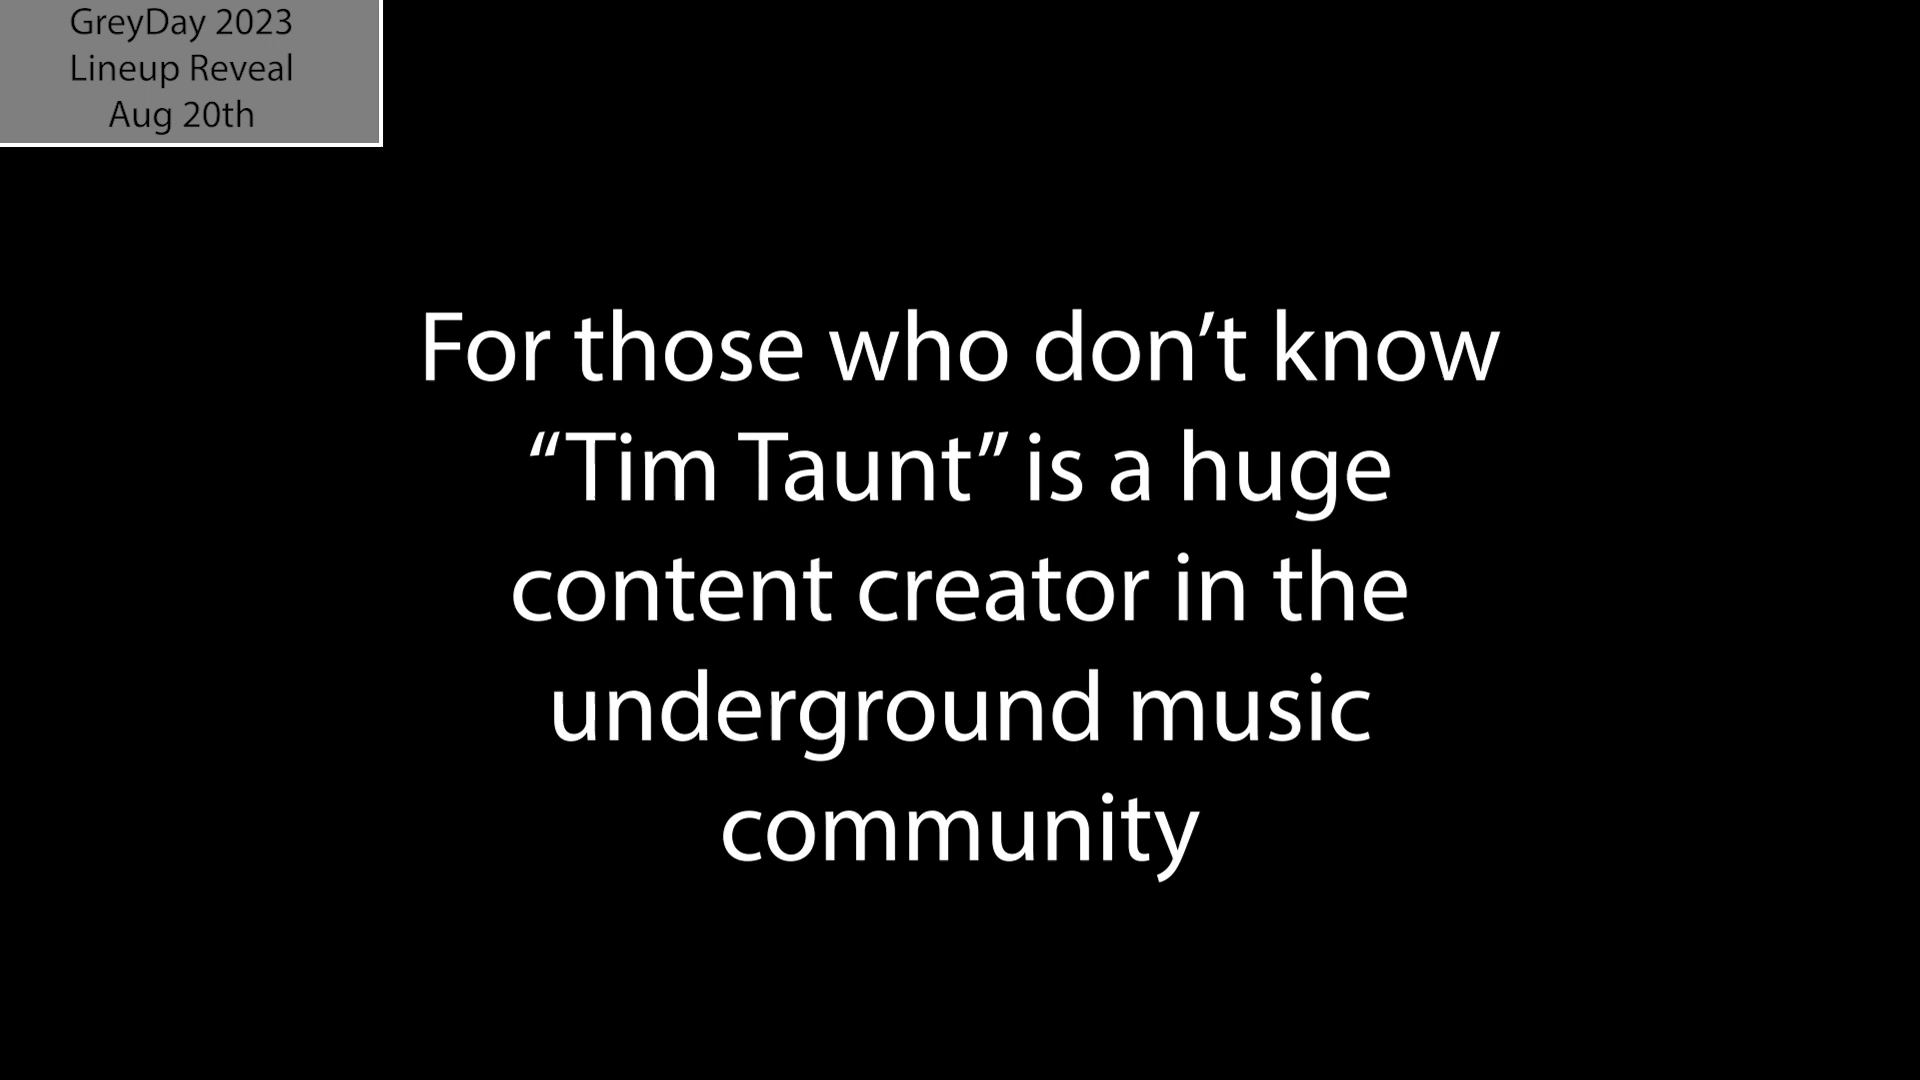 GreyDay 2023
Lineup Reveal
Aug 20th
For those who don’t know
“Tim Taunt” is a huge
content creator in the
underground music
community